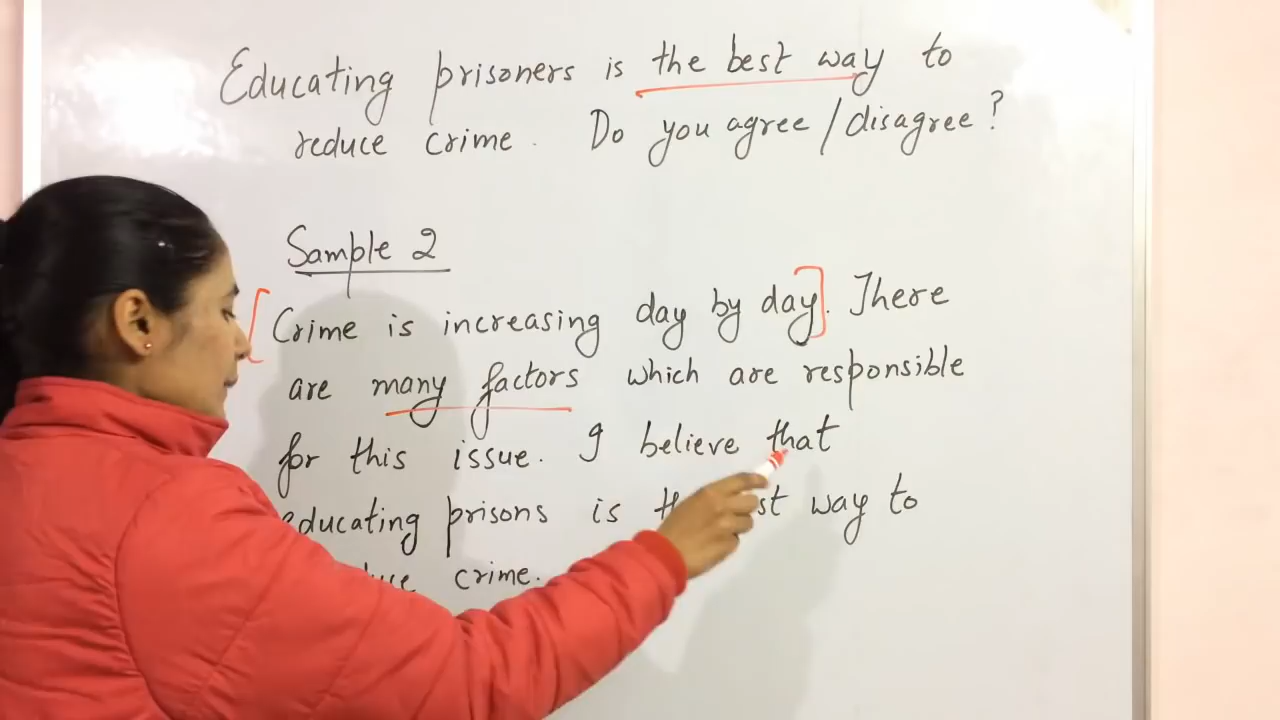 Educating prisoners is the best way to
reduce crime. Do you agree/disagree?
Sample 2
Crime is increasing day by day. There
are many factors which are responsible
for this issue. I believe that
educating prisons is way to
crime.